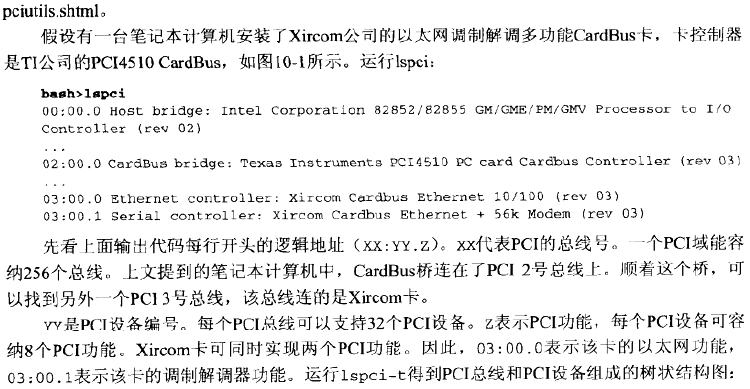 pciutils.shtml。
假设有一台笔记本计算机安装了Xircom公司的以太网调制解调多功能CardBus卡，卡控制器
是TI公司的PCI4510 CardBus，如图10-1所示。运行lspci：
bash>lspci
00:00.0 Host bridge: Intel Corporation 82852/82855 GM/GME/PM/GMV Processor to I/O
Controller (rev 02)
...
02:00.0 CardBus bridge: Texas Instruments PCI4510 PC card Cardbus Controller (rev 03)
...
03:00.0 Ethernet controller: Xircom Cardbus Ethernet 10/100 (rev 03)
03:00.1 Serial controller: Xircom Cardbus Ethernet + 56k Modem (rev 03)
先看上面输出代码每行开头的逻辑地址（XX:YY.Z）。XX代表PCI的总线号。一个PCI域能容
纳256个总线。上文提到的笔记本计算机中，CardBus桥连在了PCI 2号总线上。顺着这个桥，可
以找到另外一个PCI 3号总线，该总线连的是Xircom卡。
YY是PCI设备编号。每个PCI总线可以支持32个PCI设备。Z表示PCI功能，每个PCI设备可容
纳8个PCI功能。Xircom卡可同时实现两个PCI功能。因此，03:00.0表示该卡的以太网功能，
03:00.1表示该卡的调制解调器功能。运行lspci-t得到PCI总线和PCI设备组成的树状结构图：